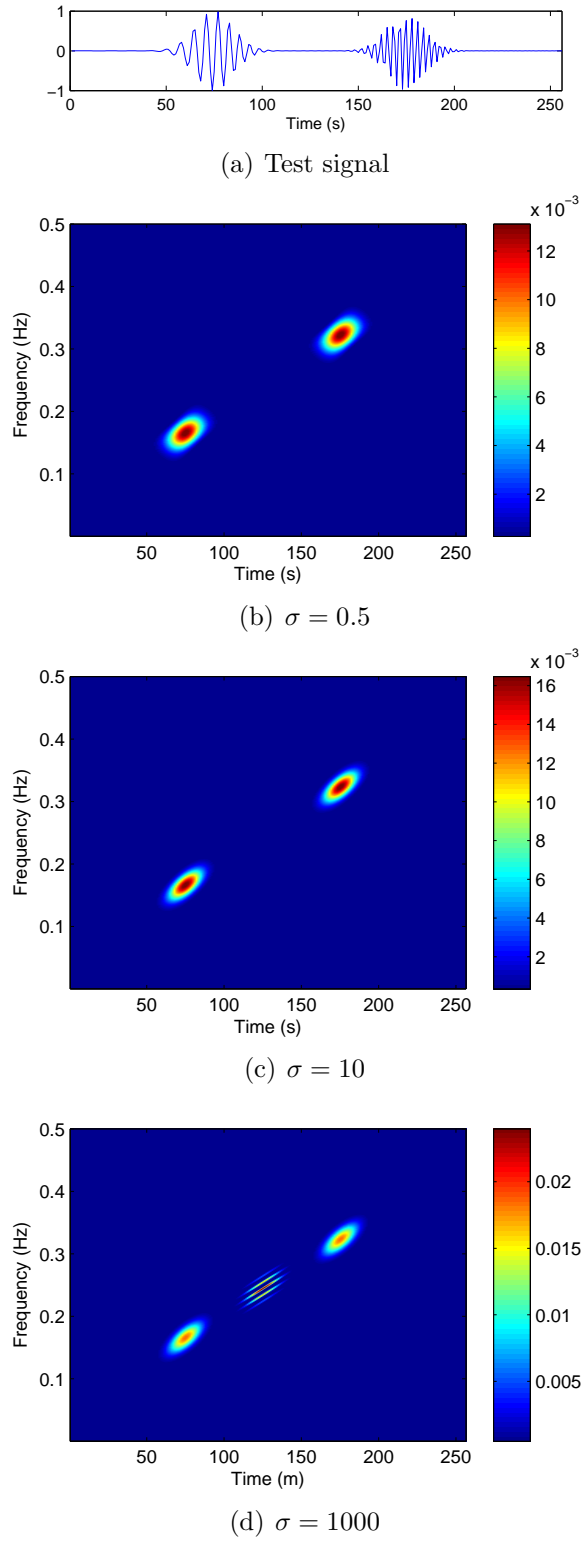 1
0
−1
0 50 100 150 200 250
Time (s)
(a) Test signal
x 10⁻³
0.5
0.4
0.3
0.2
0.1
Frequency (Hz)
50 100 150 200 250
Time (s)
12
10
8
6
4
2
(b) σ = 0.5
x 10⁻³
0.5
0.4
0.3
0.2
0.1
Frequency (Hz)
50 100 150 200 250
Time (s)
16
14
12
10
8
6
4
2
(c) σ = 10
0.5
0.4
0.3
0.2
0.1
Frequency (Hz)
50 100 150 200 250
Time (m)
0.02
0.015
0.01
0.005
(d) σ = 1000